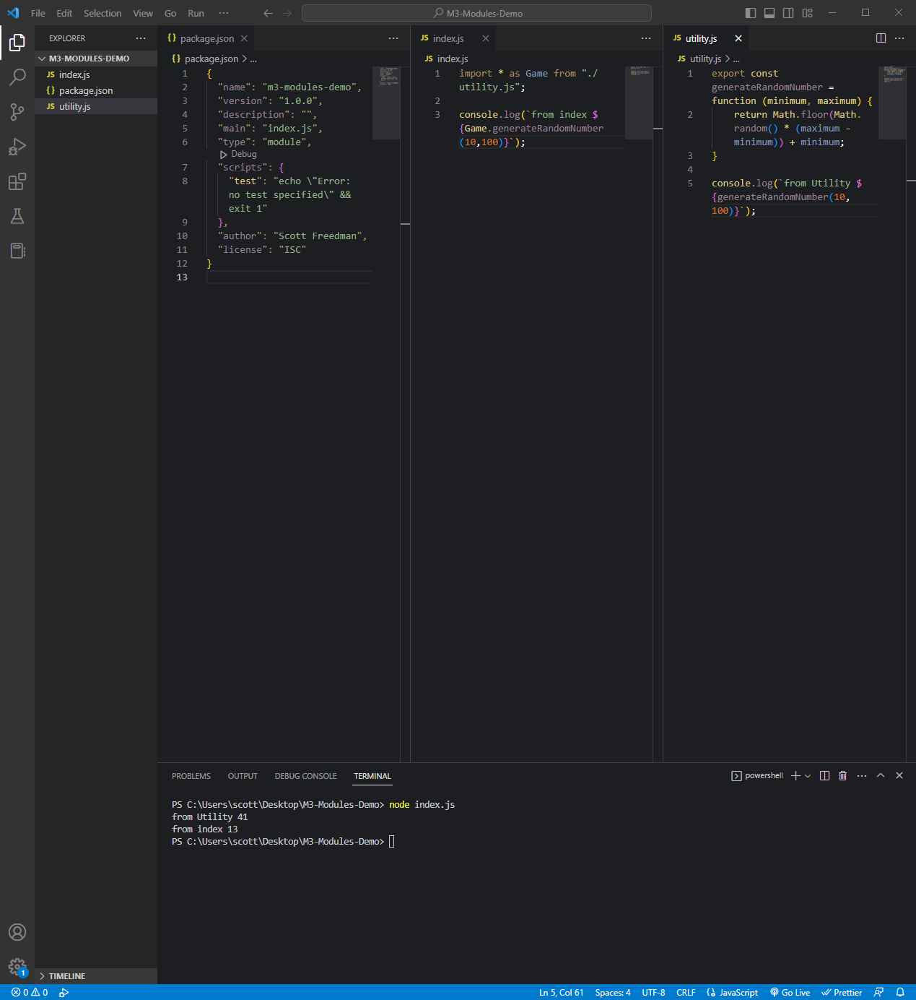 File Edit Selection View Go Run ··· M3-Modules-Demo
EXPLORER ···
M3-MODULES-DEMO
JS index.js
{} package.json
JS utility.js
TIMELINE
{} package.json ···
{} package.json > ...
1 {
2 "name": "m3-modules-demo",
3 "version": "1.0.0",
4 "description": "",
5 "main": "index.js",
6 "type": "module",
Debug
7 "scripts": {
8 "test": "echo \"Error:
no test specified\" &&
exit 1"
9 },
10 "author": "Scott Freedman",
11 "license": "ISC"
12 }
13
JS index.js ···
JS index.js
1 import * as Game from "./
utility.js";
2
3 console.log(`from index $
{Game.generateRandomNumber
(10,100)}`);
JS utility.js ···
JS utility.js > ...
1 export const
generateRandomNumber =
function (minimum, maximum) {
2 return Math.floor(Math.
random() * (maximum -
minimum)) + minimum;
3 }
4
5 console.log(`from Utility $
{generateRandomNumber(10,
100)}`);
PROBLEMS OUTPUT DEBUG CONSOLE TERMINAL powershell ···
PS C:\Users\scott\Desktop\M3-Modules-Demo> node index.js
from Utility 41
from index 13
PS C:\Users\scott\Desktop\M3-Modules-Demo>
1
0 0 Ln 5, Col 61 Spaces: 4 UTF-8 CRLF JavaScript Go Live Prettier